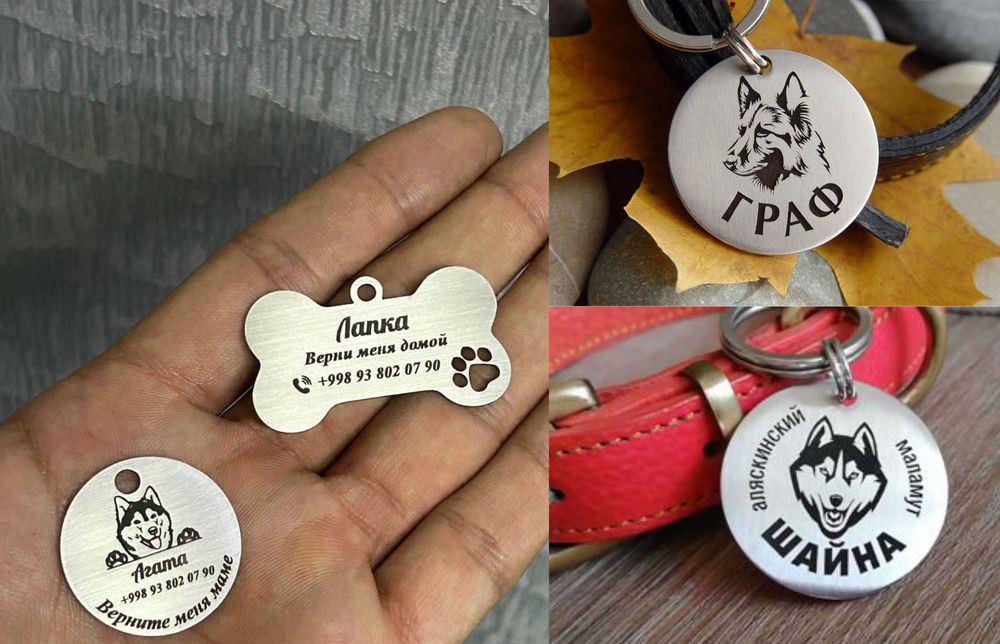 Лапка
Верни меня домой
+998 93 802 07 90
Агата
+998 93 802 07 90
Верните меня маме
ГРАФ
аляскинский
маламут
ШАЙНА